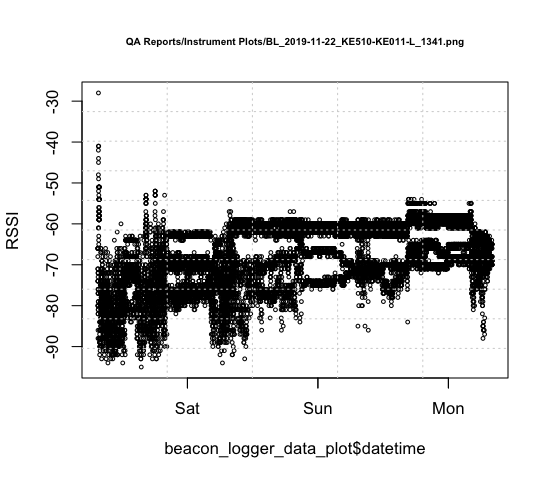 QA Reports/Instrument Plots/BL_2019-11-22_KE510-KE011-L_1341.png
-30
-40
-50
-60
-70
-80
-90
RSSI
Sat Sun Mon
beacon_logger_data_plot$datetime